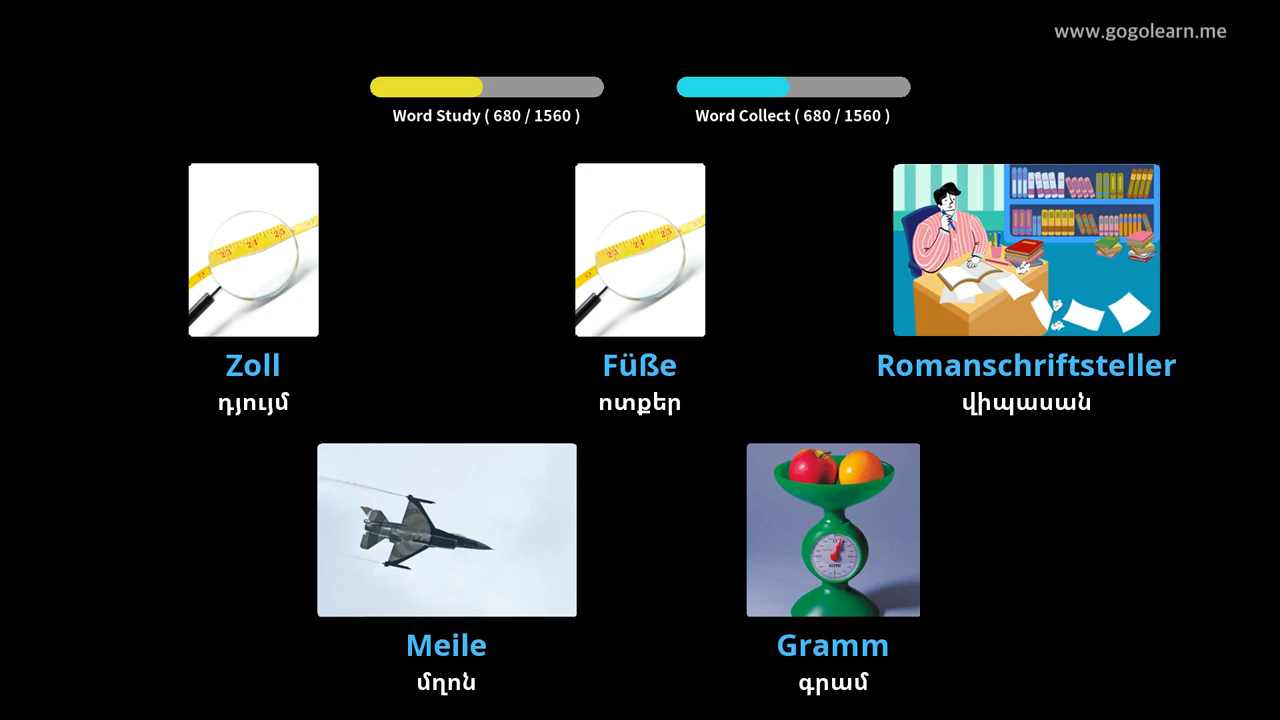 www.gogolearn.me
Word Study ( 680 / 1560 )
Word Collect ( 680 / 1560 )
Zoll
Füße
Romanschriftsteller
դյույմ
ոտքեր
վիպասան
Meile
Gramm
մղոն
գրամ